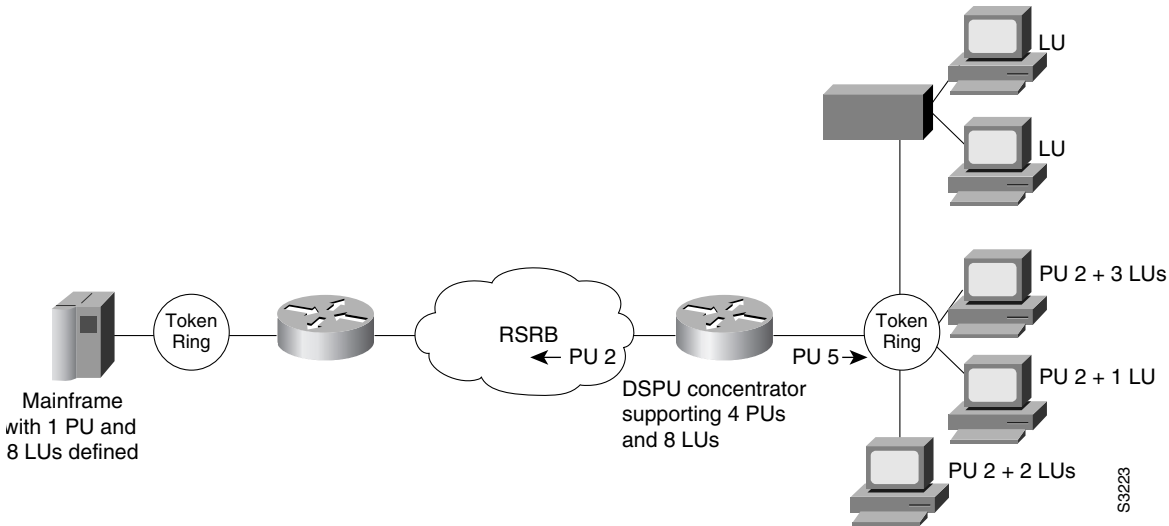 LU
LU
PU 2 + 3 LUs
Token
Ring
RSRB
PU 2
PU 5
Token
Ring
PU 2 + 1 LU
Mainframe
with 1 PU and
8 LUs defined
DSPU concentrator
supporting 4 PUs
and 8 LUs
PU 2 + 2 LUs
S3223